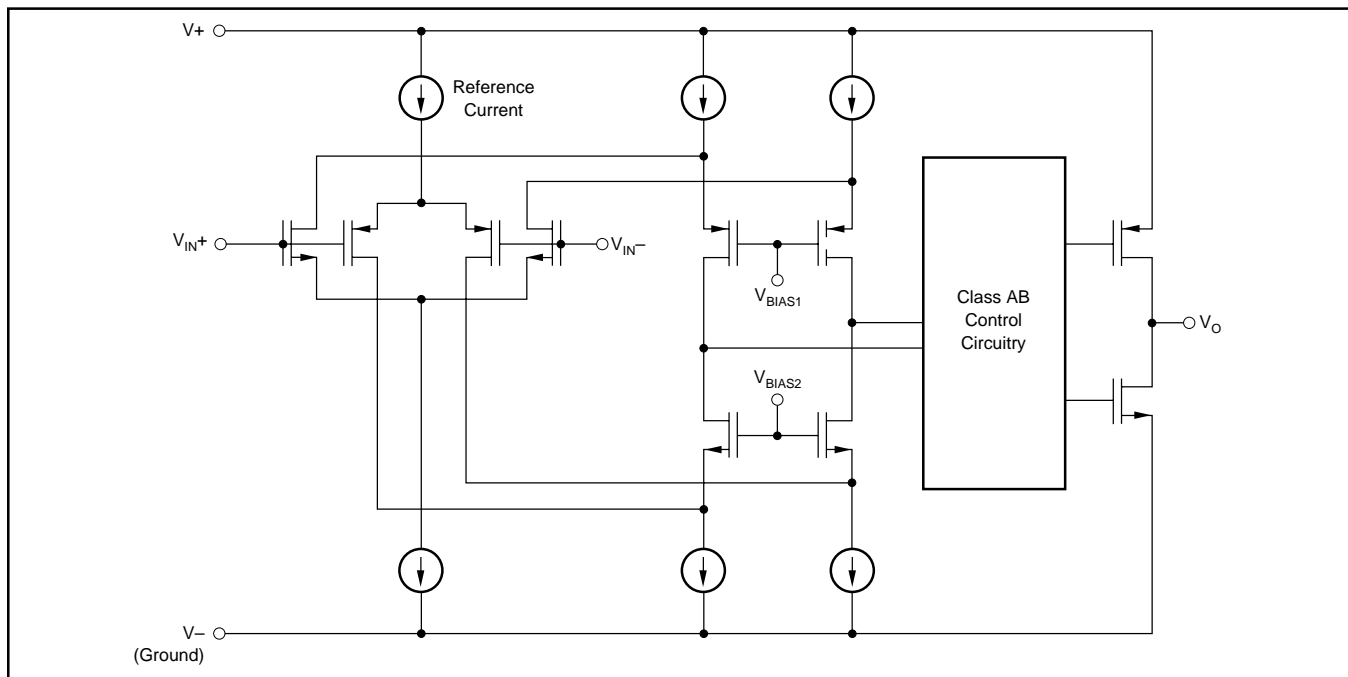 V+
Reference
Current
VIN+
VIN–
VBIAS1
Class AB
Control
Circuitry
VO
VBIAS2
V–
(Ground)